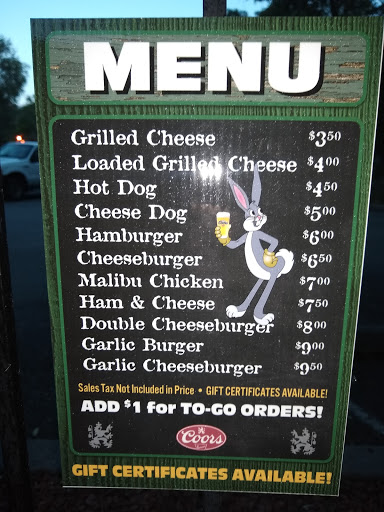 MENU
Grilled Cheese $3.50
Loaded Grilled Cheese $4.00
Hot Dog $4.50
Cheese Dog $5.00
Hamburger $6.00
Cheeseburger $6.50
Malibu Chicken $7.00
Ham & Cheese $7.50
Double Cheeseburger $8.00
Garlic Burger $9.00
Garlic Cheeseburger $9.50
Sales Tax Not Included in Price • GIFT CERTIFICATES AVAILABLE!
ADD $1 for TO-GO ORDERS!
Coors
GIFT CERTIFICATES AVAILABLE!